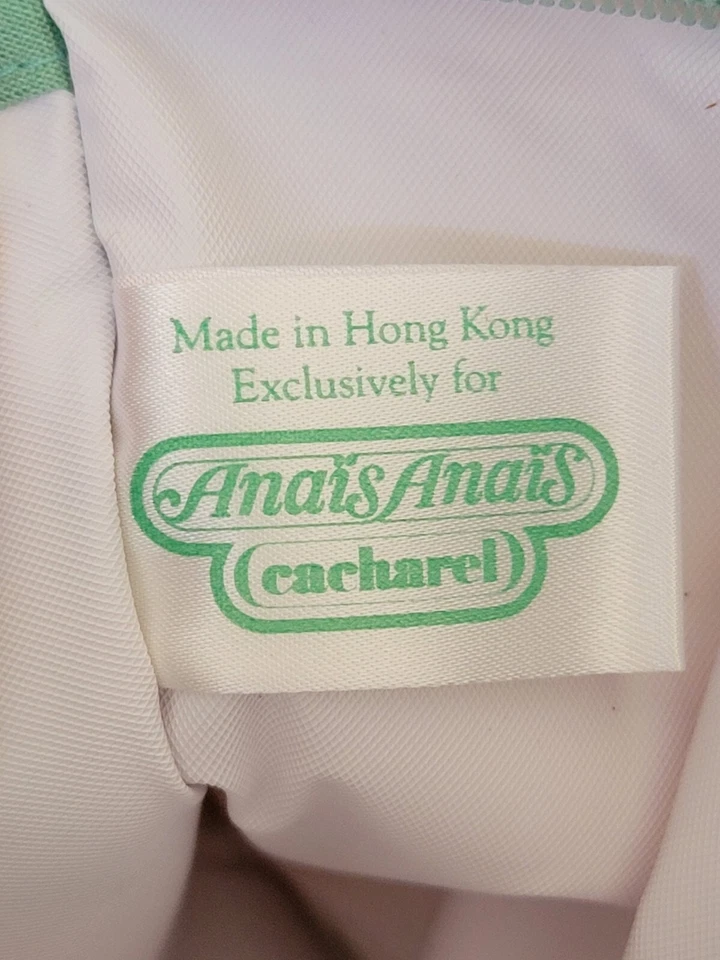 Made in Hong Kong
Exclusively for
Anaïs Anaïs
cacharel